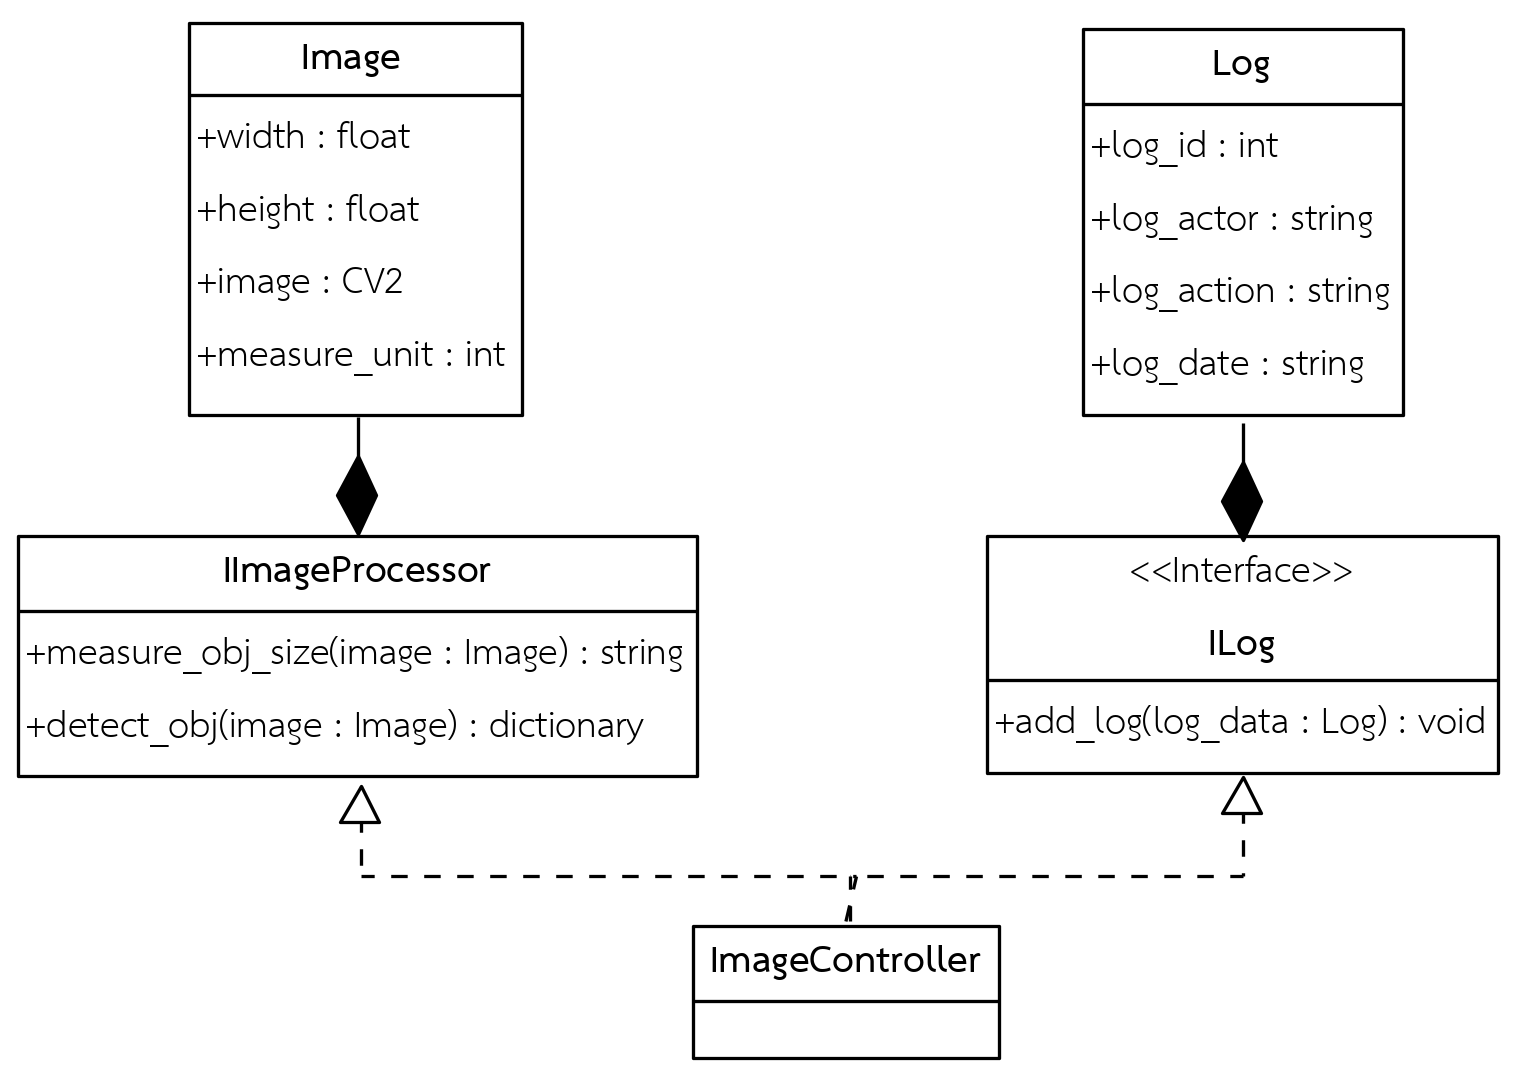 Image
+width : float
+height : float
+image : CV2
+measure_unit : int
Log
+log_id : int
+log_actor : string
+log_action : string
+log_date : string
IImageProcessor
+measure_obj_size(image : Image) : string
+detect_obj(image : Image) : dictionary
<<Interface>>
ILog
+add_log(log_data : Log) : void
ImageController